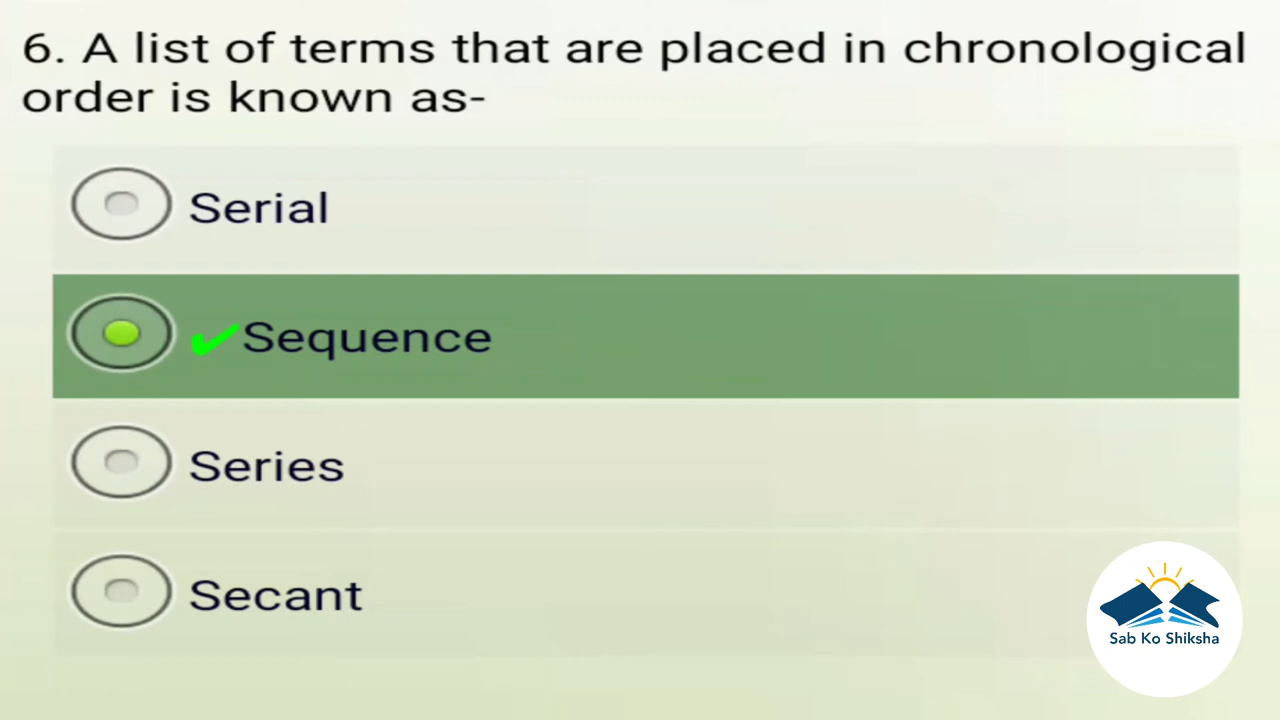 6. A list of terms that are placed in chronological
order is known as-
Serial
✔Sequence
Series
Secant
Sab Ko Shiksha